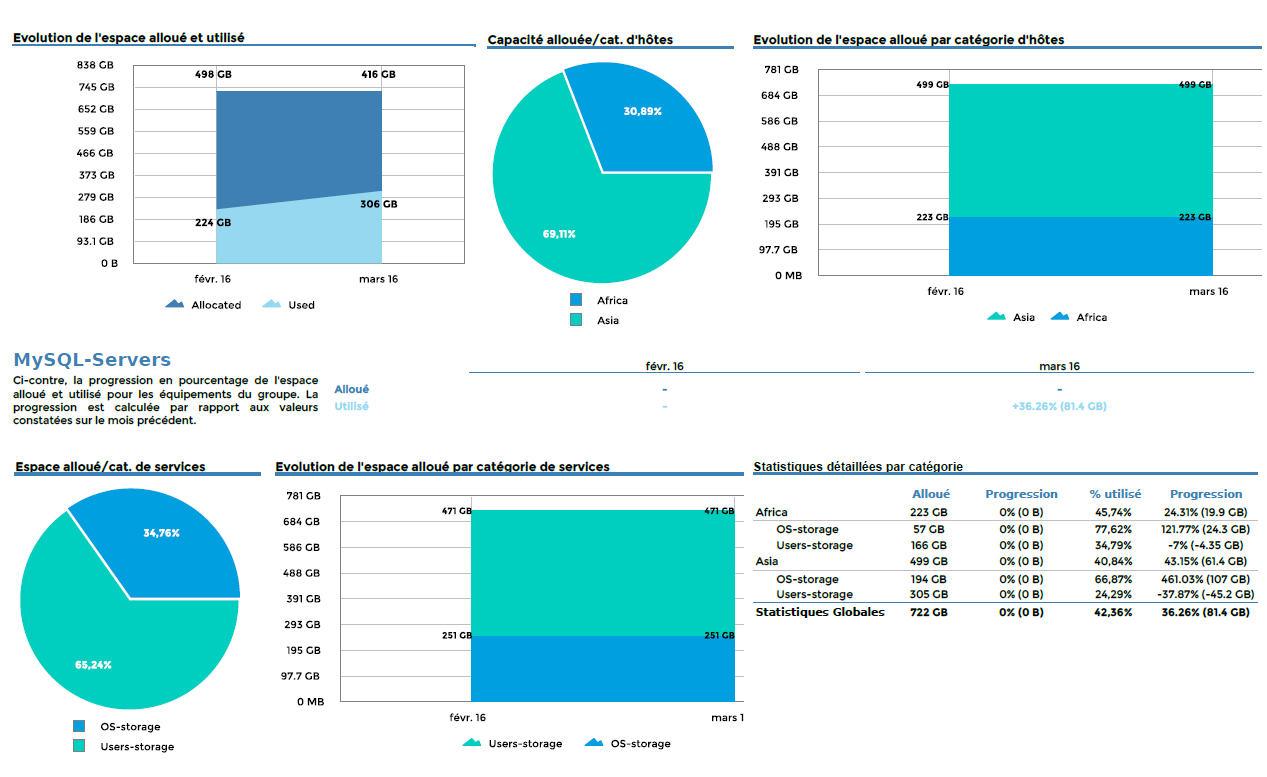 Evolution de l'espace alloué et utilisé
838 GB
745 GB
652 GB
559 GB
466 GB
373 GB
279 GB
186 GB
93.1 GB
0 B
498 GB
416 GB
224 GB
306 GB
févr. 16
mars 16
Allocated
Used
Capacité allouée/cat. d'hôtes
30,89%
69,11%
Africa
Asia
Evolution de l'espace alloué par catégorie d'hôtes
781 GB
684 GB
586 GB
488 GB
391 GB
293 GB
195 GB
97.7 GB
0 MB
499 GB
499 GB
223 GB
223 GB
févr. 16
mars 16
Asia
Africa
MySQL-Servers
Ci-contre, la progression en pourcentage de l'espace
alloué et utilisé pour les équipements du groupe. La
progression est calculée par rapport aux valeurs
constatées sur le mois précédent.
févr. 16 mars 16
Alloué - -
Utilisé - +36.26% (81.4 GB)
Espace alloué/cat. de services
34,76%
65,24%
OS-storage
Users-storage
Evolution de l'espace alloué par catégorie de services
781 GB
684 GB
586 GB
488 GB
391 GB
293 GB
195 GB
97.7 GB
0 MB
471 GB
471 GB
251 GB
251 GB
févr. 16
mars 1
Users-storage
OS-storage
Statistiques détaillées par catégorie
Alloué Progression % utilisé Progression
Africa 223 GB 0% (0 B) 45,74% 24.31% (19.9 GB)
OS-storage 57 GB 0% (0 B) 77,62% 121.77% (24.3 GB)
Users-storage 166 GB 0% (0 B) 34,79% -7% (-4.35 GB)
Asia 499 GB 0% (0 B) 40,84% 43.15% (61.4 GB)
OS-storage 194 GB 0% (0 B) 66,87% 461.03% (107 GB)
Users-storage 305 GB 0% (0 B) 24,29% -37.87% (-45.2 GB)
Statistiques Globales 722 GB 0% (0 B) 42,36% 36.26% (81.4 GB)